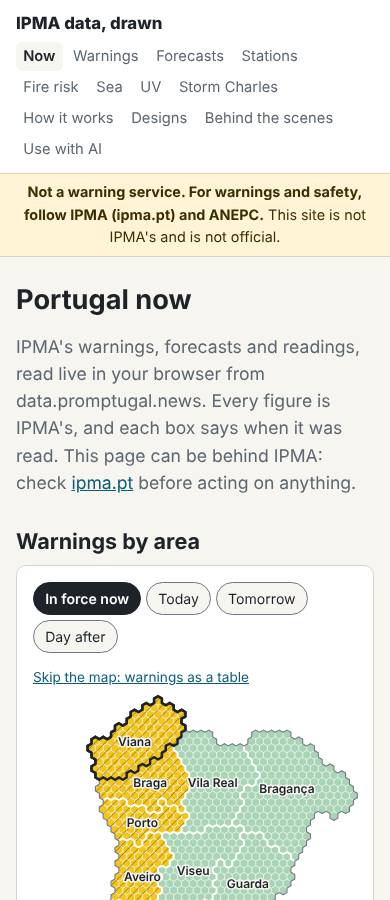 IPMA data, drawn
Now Warnings Forecasts Stations
Fire risk Sea UV Storm Charles
How it works Designs Behind the scenes
Use with AI
Not a warning service. For warnings and safety,
follow IPMA (ipma.pt) and ANEPC. This site is not
IPMA's and is not official.
Portugal now
IPMA's warnings, forecasts and readings,
read live in your browser from
data.promptugal.news. Every figure is
IPMA's, and each box says when it was
read. This page can be behind IPMA:
check ipma.pt before acting on anything.
Warnings by area
In force now Today Tomorrow
Day after
Skip the map: warnings as a table
Viana
Braga Vila Real Bragança
Porto
Aveiro Viseu Guarda